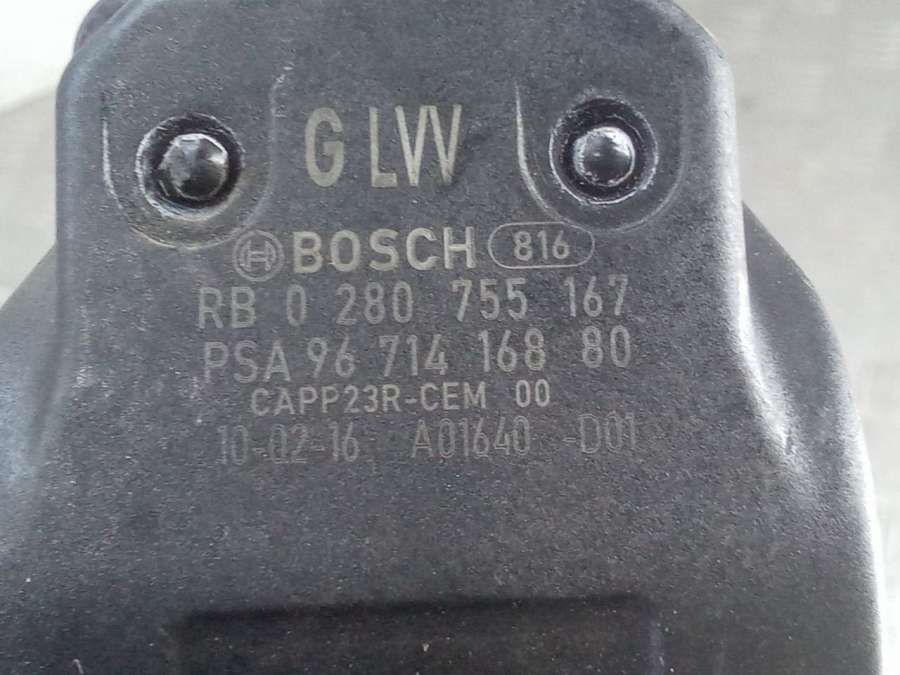 G LW
BOSCH 816
RB 0 280 755 167
PSA 96 714 168 80
CAPP23R-CEM 00
10-02-16 A01640 -D01